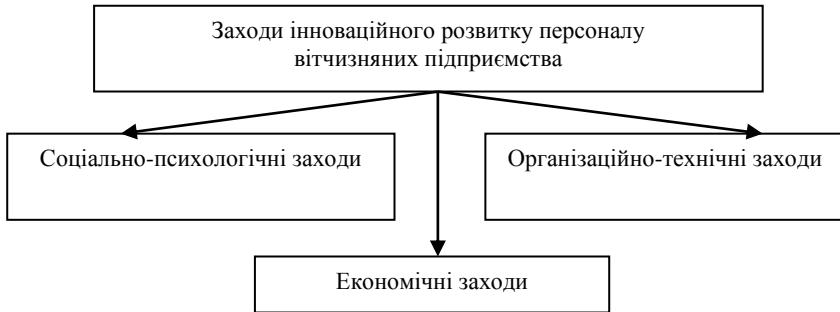 Заходи інноваційного розвитку персоналу
вітчизняних підприємства
Соціально-психологічні заходи
Організаційно-технічні заходи
Економічні заходи